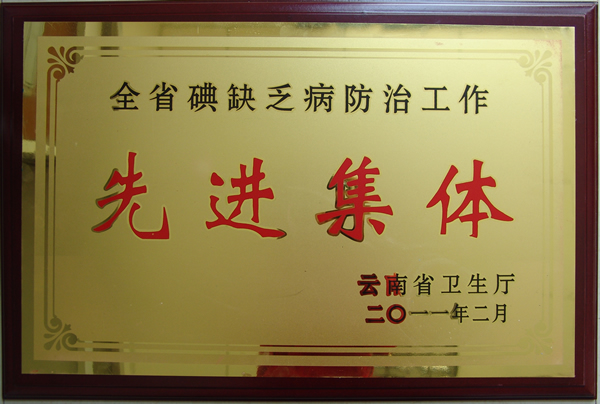 全省碘缺乏病防治工作
先进集体
云南省卫生厅
二〇一一年二月